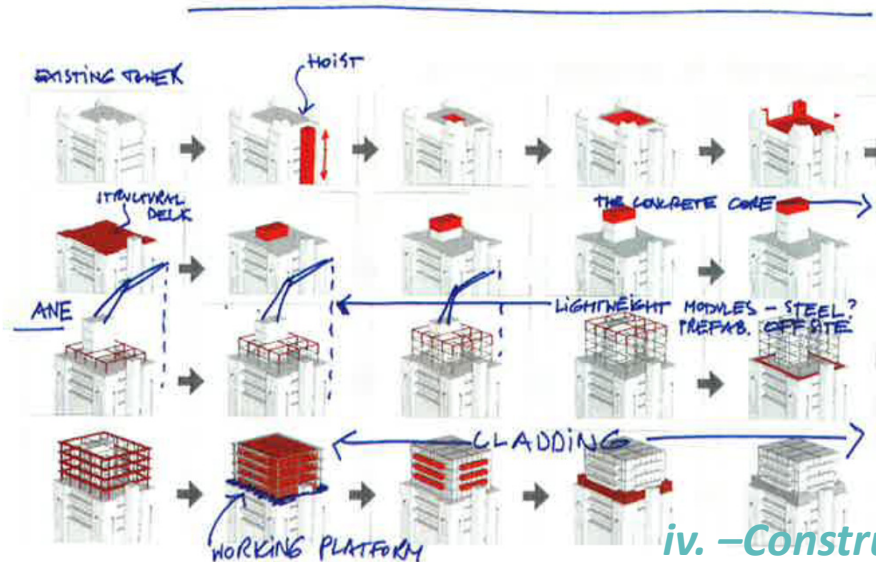 EXISTING TOWER
HOIST
STRUCTURAL
DECK
THE CONCRETE CORE
ANE
LIGHTWEIGHT MODULES – STEEL?
PREFAB. OFF SITE
CLADDING
WORKING PLATFORM
iv. –Constru